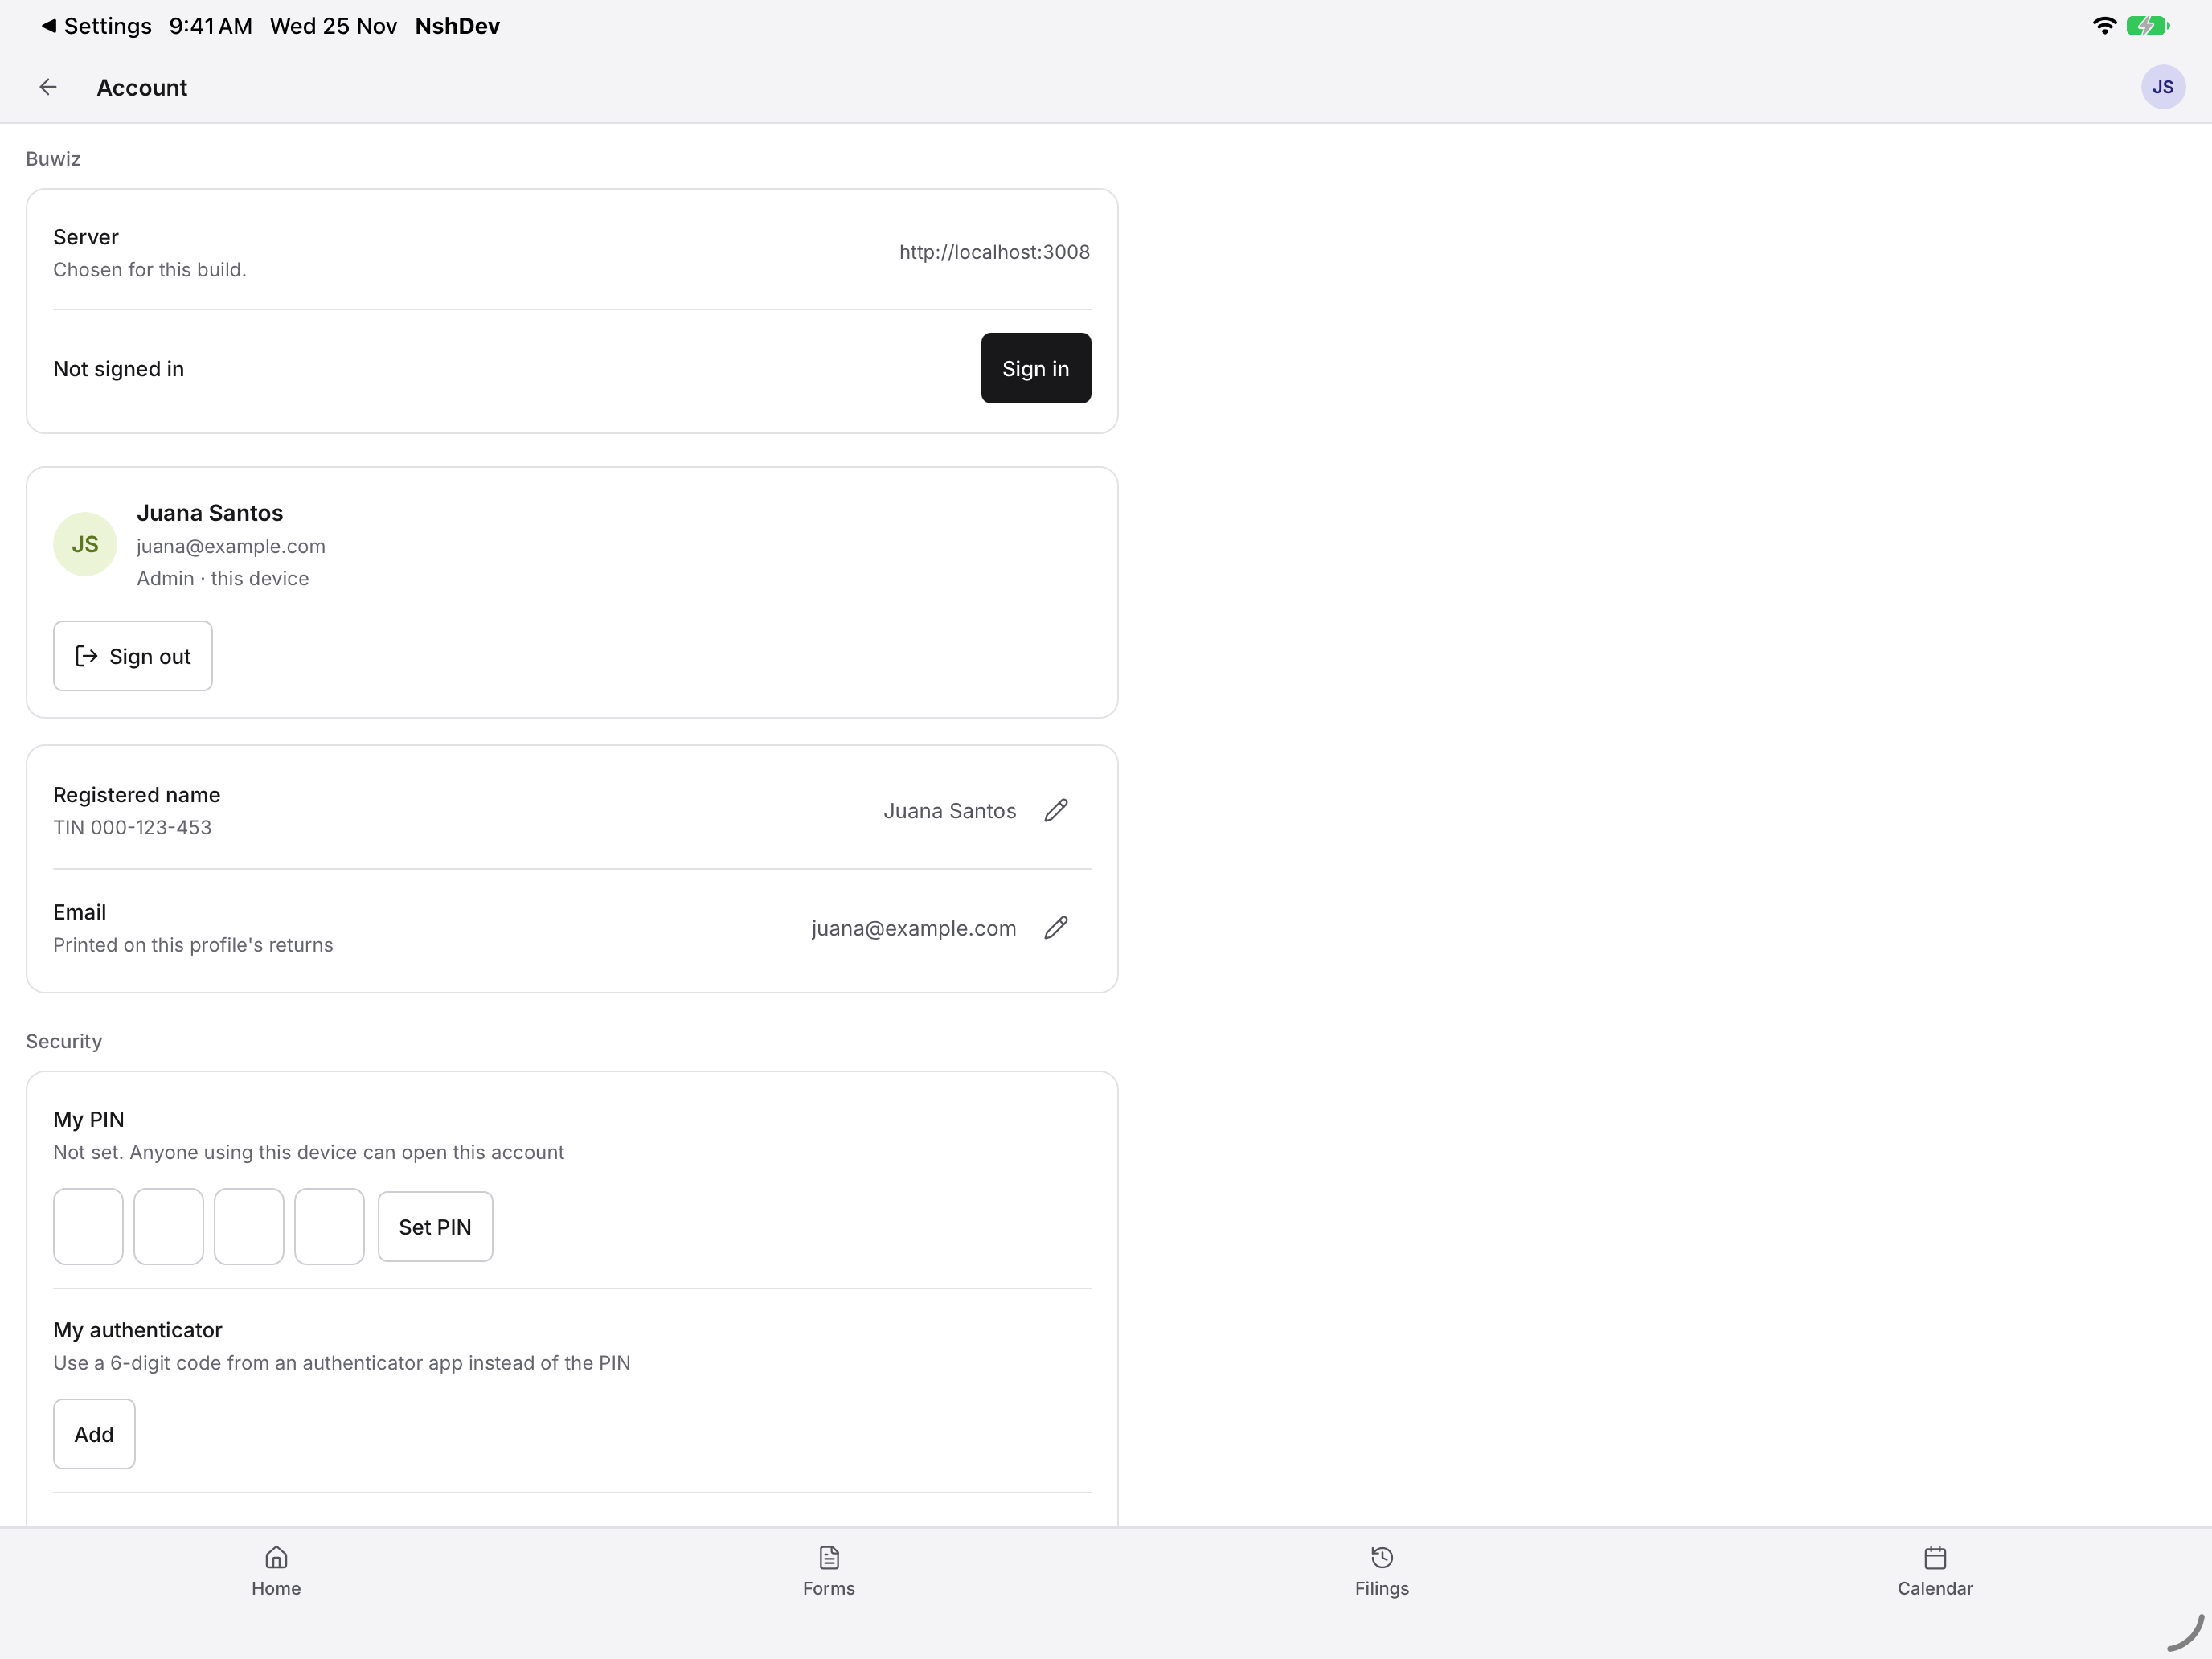 Settings 9:41 AM Wed 25 Nov NshDev
Account
JS
Buwiz
Server
Chosen for this build.
http://localhost:3008
Not signed in
Sign in
JS
Juana Santos
juana@example.com
Admin · this device
Sign out
Registered name
TIN 000-123-453
Juana Santos
Email
Printed on this profile's returns
juana@example.com
Security
My PIN
Not set. Anyone using this device can open this account
Set PIN
My authenticator
Use a 6-digit code from an authenticator app instead of the PIN
Add
Home
Forms
Filings
Calendar